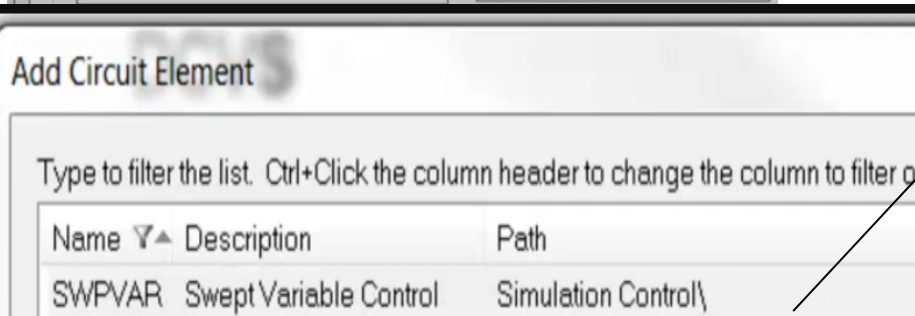 DCVS
Add Circuit Element
Type to filter the list. Ctrl+Click the column header to change the column to filter o
Name Description Path
SWPVAR Swept Variable Control Simulation Control\